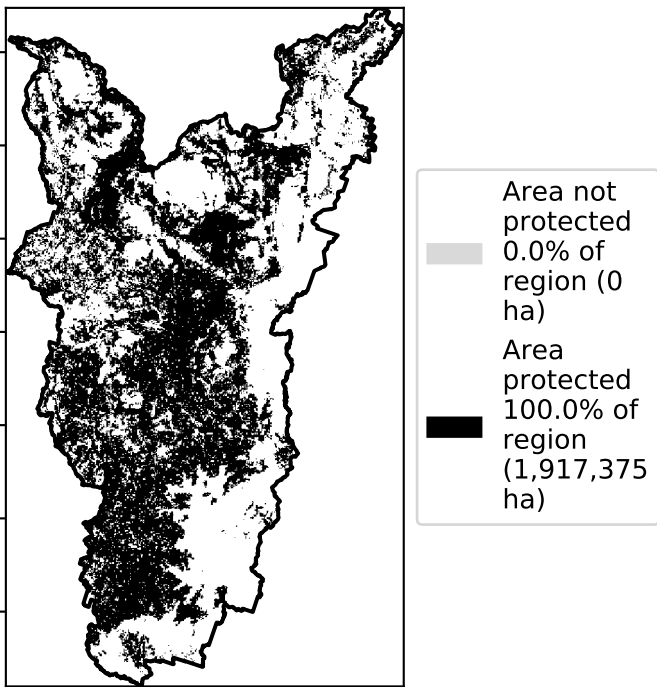 Area not
protected
0.0% of
region (0
ha)
Area
protected
100.0% of
region
(1,917,375
ha)